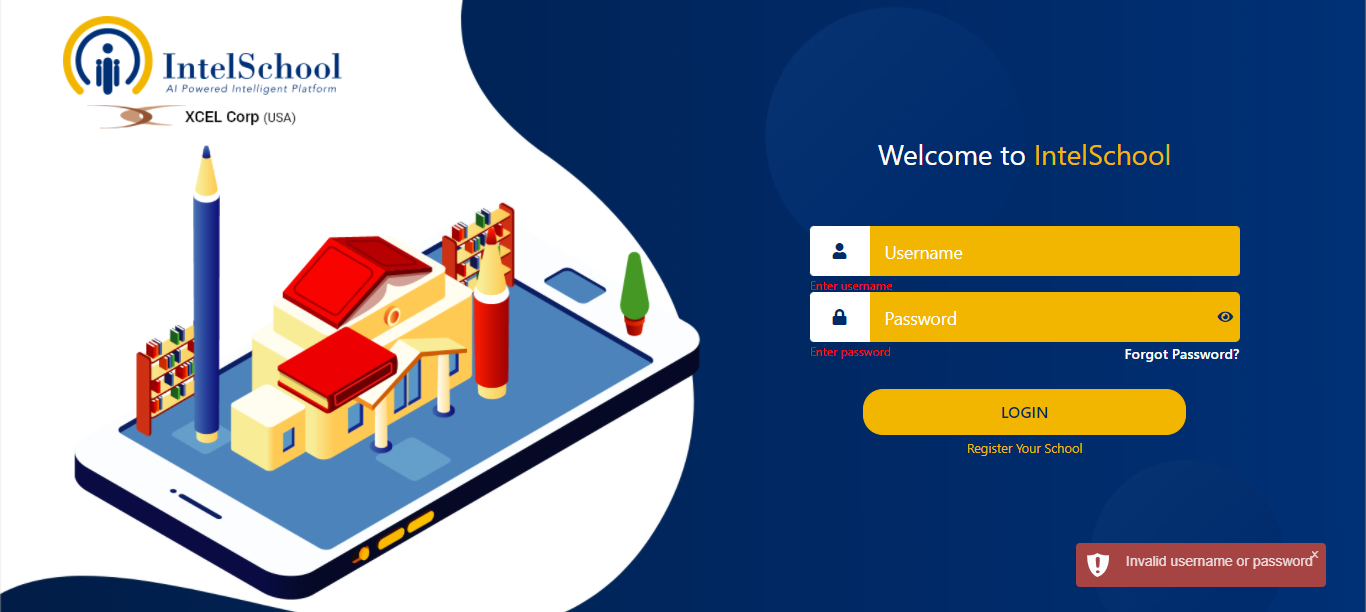 IntelSchool
AI Powered Intelligent Platform
XCEL Corp (USA)
Welcome to IntelSchool
Username
Enter username
Password
Enter password
Forgot Password?
LOGIN
Register Your School
Invalid username or password
x